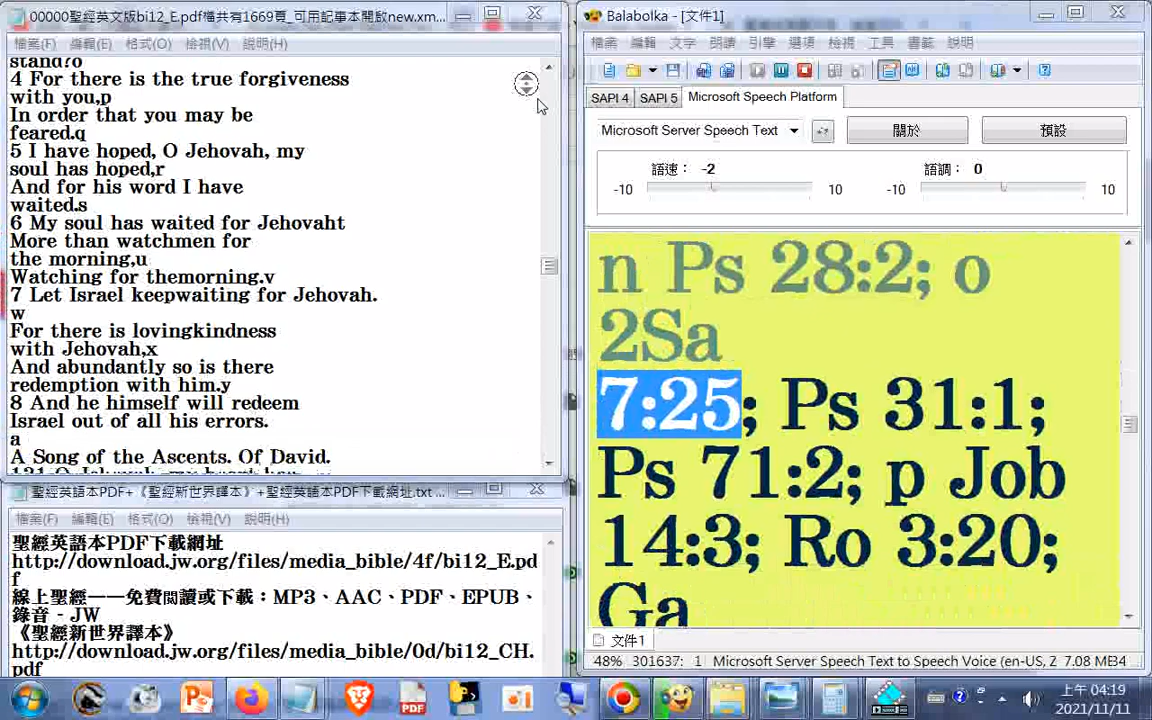 00000聖經英文版bi12_E.pdf檔共有1669頁_可用記事本開啟new.xm...
檔案(F) 編輯(E) 格式(O) 檢視(V) 說明(H)
stand?o
4 For there is the true forgiveness
with you,p
In order that you may be
feared.q
5 I have hoped, O Jehovah, my
soul has hoped,r
And for his word I have
waited.s
6 My soul has waited for Jehovaht
More than watchmen for
the morning,u
Watching for themorning.v
7 Let Israel keepwaiting for Jehovah.
w
For there is lovingkindness
with Jehovah,x
And abundantly so is there
redemption with him.y
8 And he himself will redeem
Israel out of all his errors.
a
A Song of the Ascents. Of David.
聖經英語本PDF+《聖經新世界譯本》+聖經英語本PDF下載網址.txt ...
檔案(F) 編輯(E) 格式(O) 檢視(V) 說明(H)
聖經英語本PDF下載網址
http://download.jw.org/files/media_bible/4f/bi12_E.pd
f
線上聖經——免費閱讀或下載：MP3、AAC、PDF、EPUB、
錄音 - JW
《聖經新世界譯本》
http://download.jw.org/files/media_bible/0d/bi12_CH.
pdf
Balabolka - [文件1]
檔案 編輯 文字 朗讀 引擎 選項 檢視 工具 書籤 說明
SAPI 4 SAPI 5 Microsoft Speech Platform
Microsoft Server Speech Text 關於 預設
語速： -2 語調： 0
-10 10 -10 10
n Ps 28:2; o
2Sa
7:25; Ps 31:1;
Ps 71:2; p Job
14:3; Ro 3:20;
Ga
文件1
48% 301637: 1 Microsoft Server Speech Text to Speech Voice (en-US, Z 7.08 MB34
上午 04:19
2021/11/11